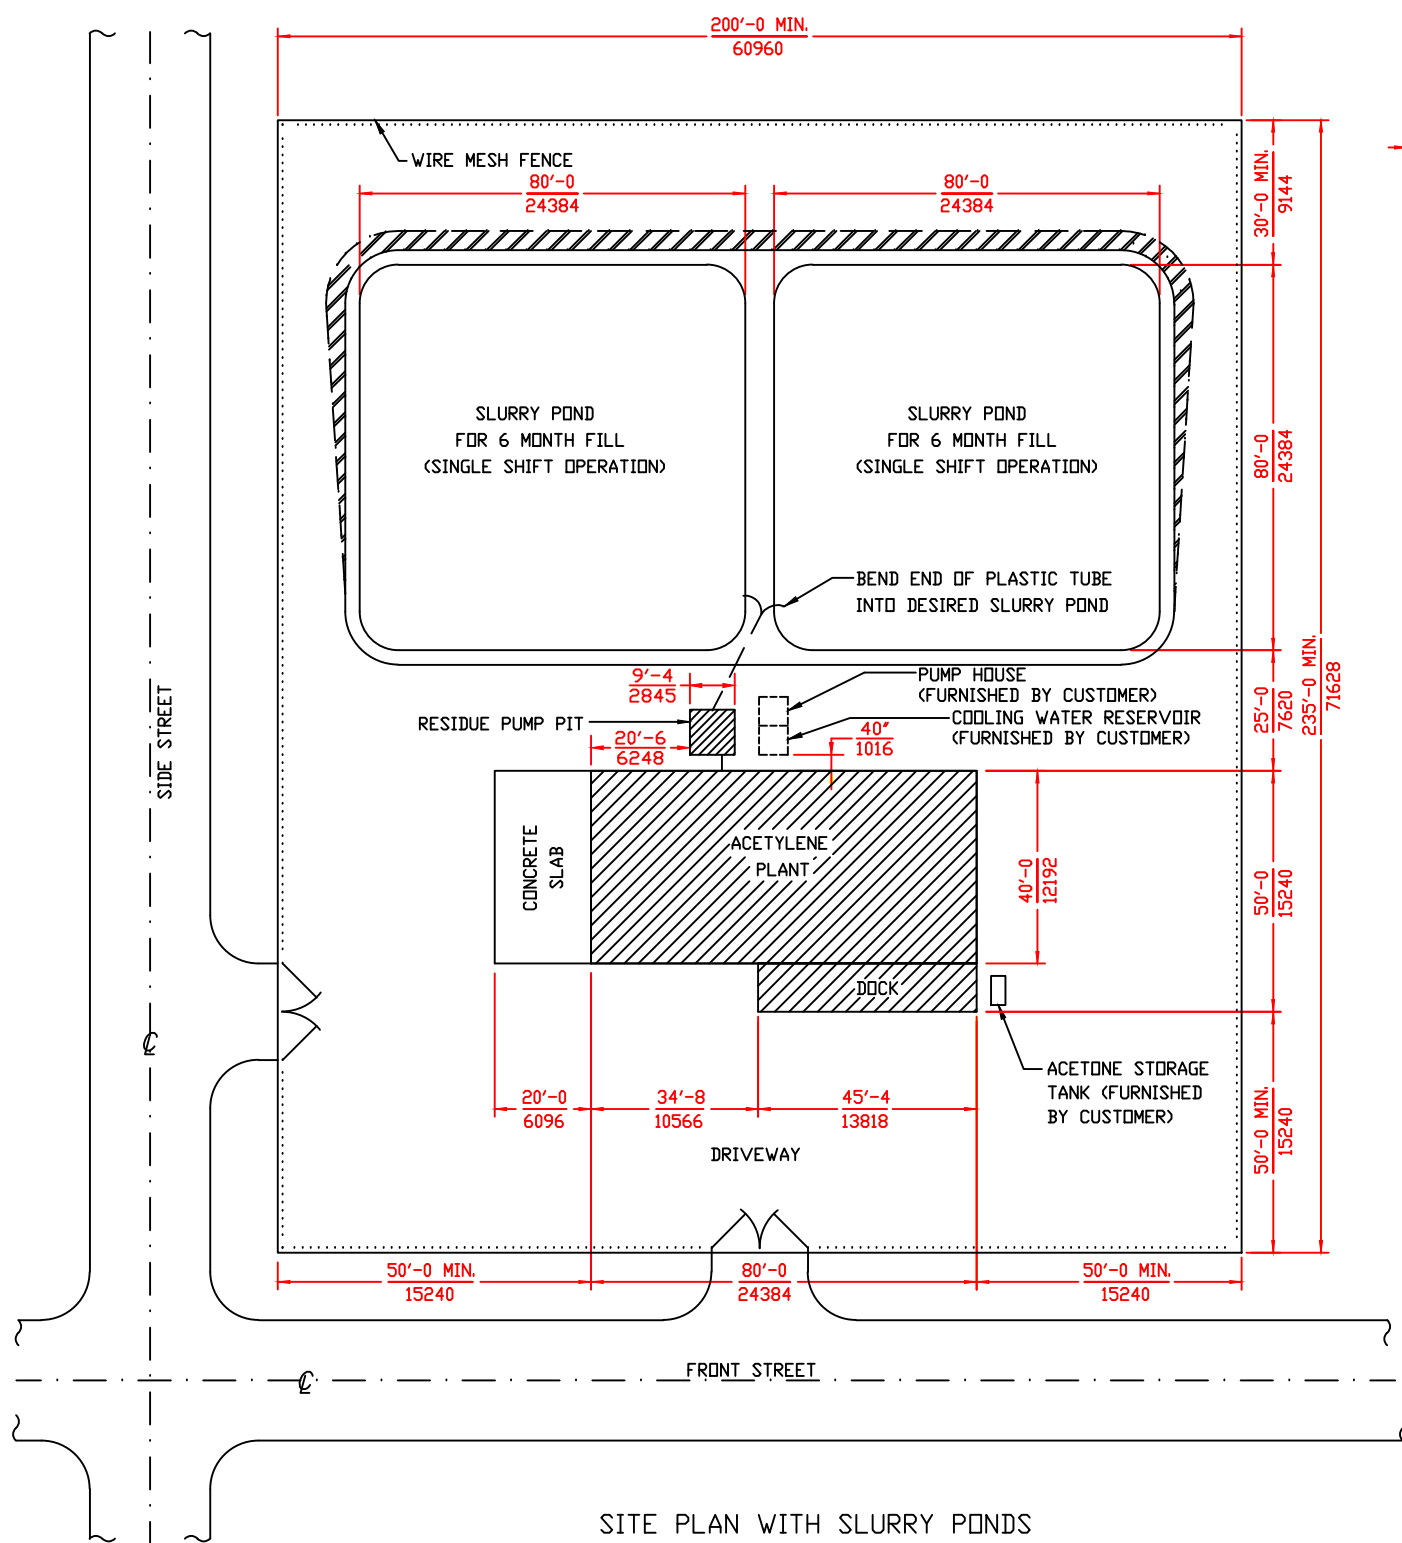 200'-0 MIN.
60960
WIRE MESH FENCE
80'-0
24384
80'-0
24384
30'-0 MIN.
9144
SLURRY POND
FOR 6 MONTH FILL
(SINGLE SHIFT OPERATION)
SLURRY POND
FOR 6 MONTH FILL
(SINGLE SHIFT OPERATION)
80'-0
24384
BEND END OF PLASTIC TUBE
INTO DESIRED SLURRY POND
235'-0 MIN.
71628
9'-4
2845
PUMP HOUSE
(FURNISHED BY CUSTOMER)
COOLING WATER RESERVOIR
(FURNISHED BY CUSTOMER)
25'-0
7620
RESIDUE PUMP PIT
20'-6
6248
40"
1016
SIDE STREET
CONCRETE
SLAB
ACETYLENE
PLANT
40'-0
12192
50'-0
15240
DOCK
℄
ACETONE STORAGE
TANK (FURNISHED
BY CUSTOMER)
20'-0
6096
34'-8
10566
45'-4
13818
50'-0 MIN.
15240
DRIVEWAY
50'-0 MIN.
15240
80'-0
24384
50'-0 MIN.
15240
FRONT STREET
℄
SITE PLAN WITH SLURRY PONDS